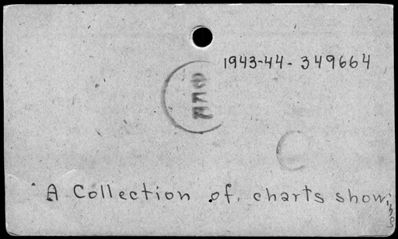 1943-44- 349664
A Collection of. charts show,